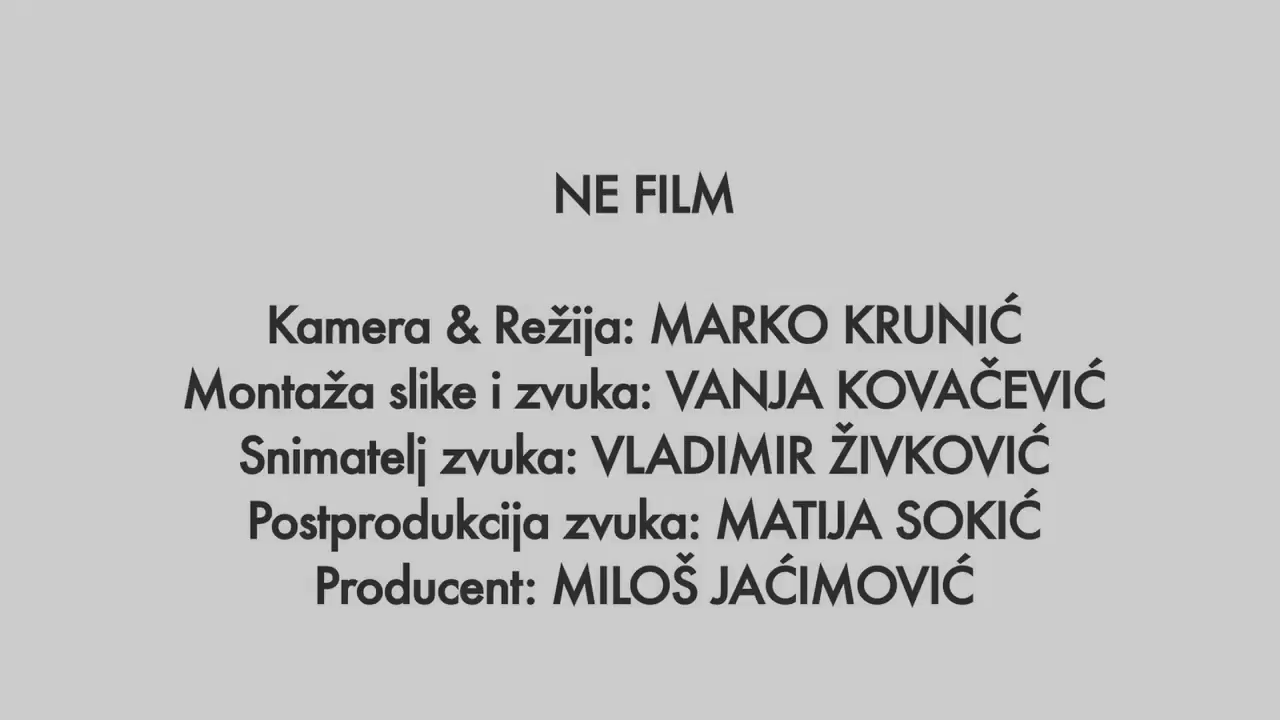 NE FILM
Kamera & Režija: MARKO KRUNIĆ
Montaža slike i zvuka: VANJA KOVAČEVIĆ
Snimatelj zvuka: VLADIMIR ŽIVKOVIĆ
Postprodukcija zvuka: MATIJA SOKIĆ
Producent: MILOŠ JAĆIMOVIĆ